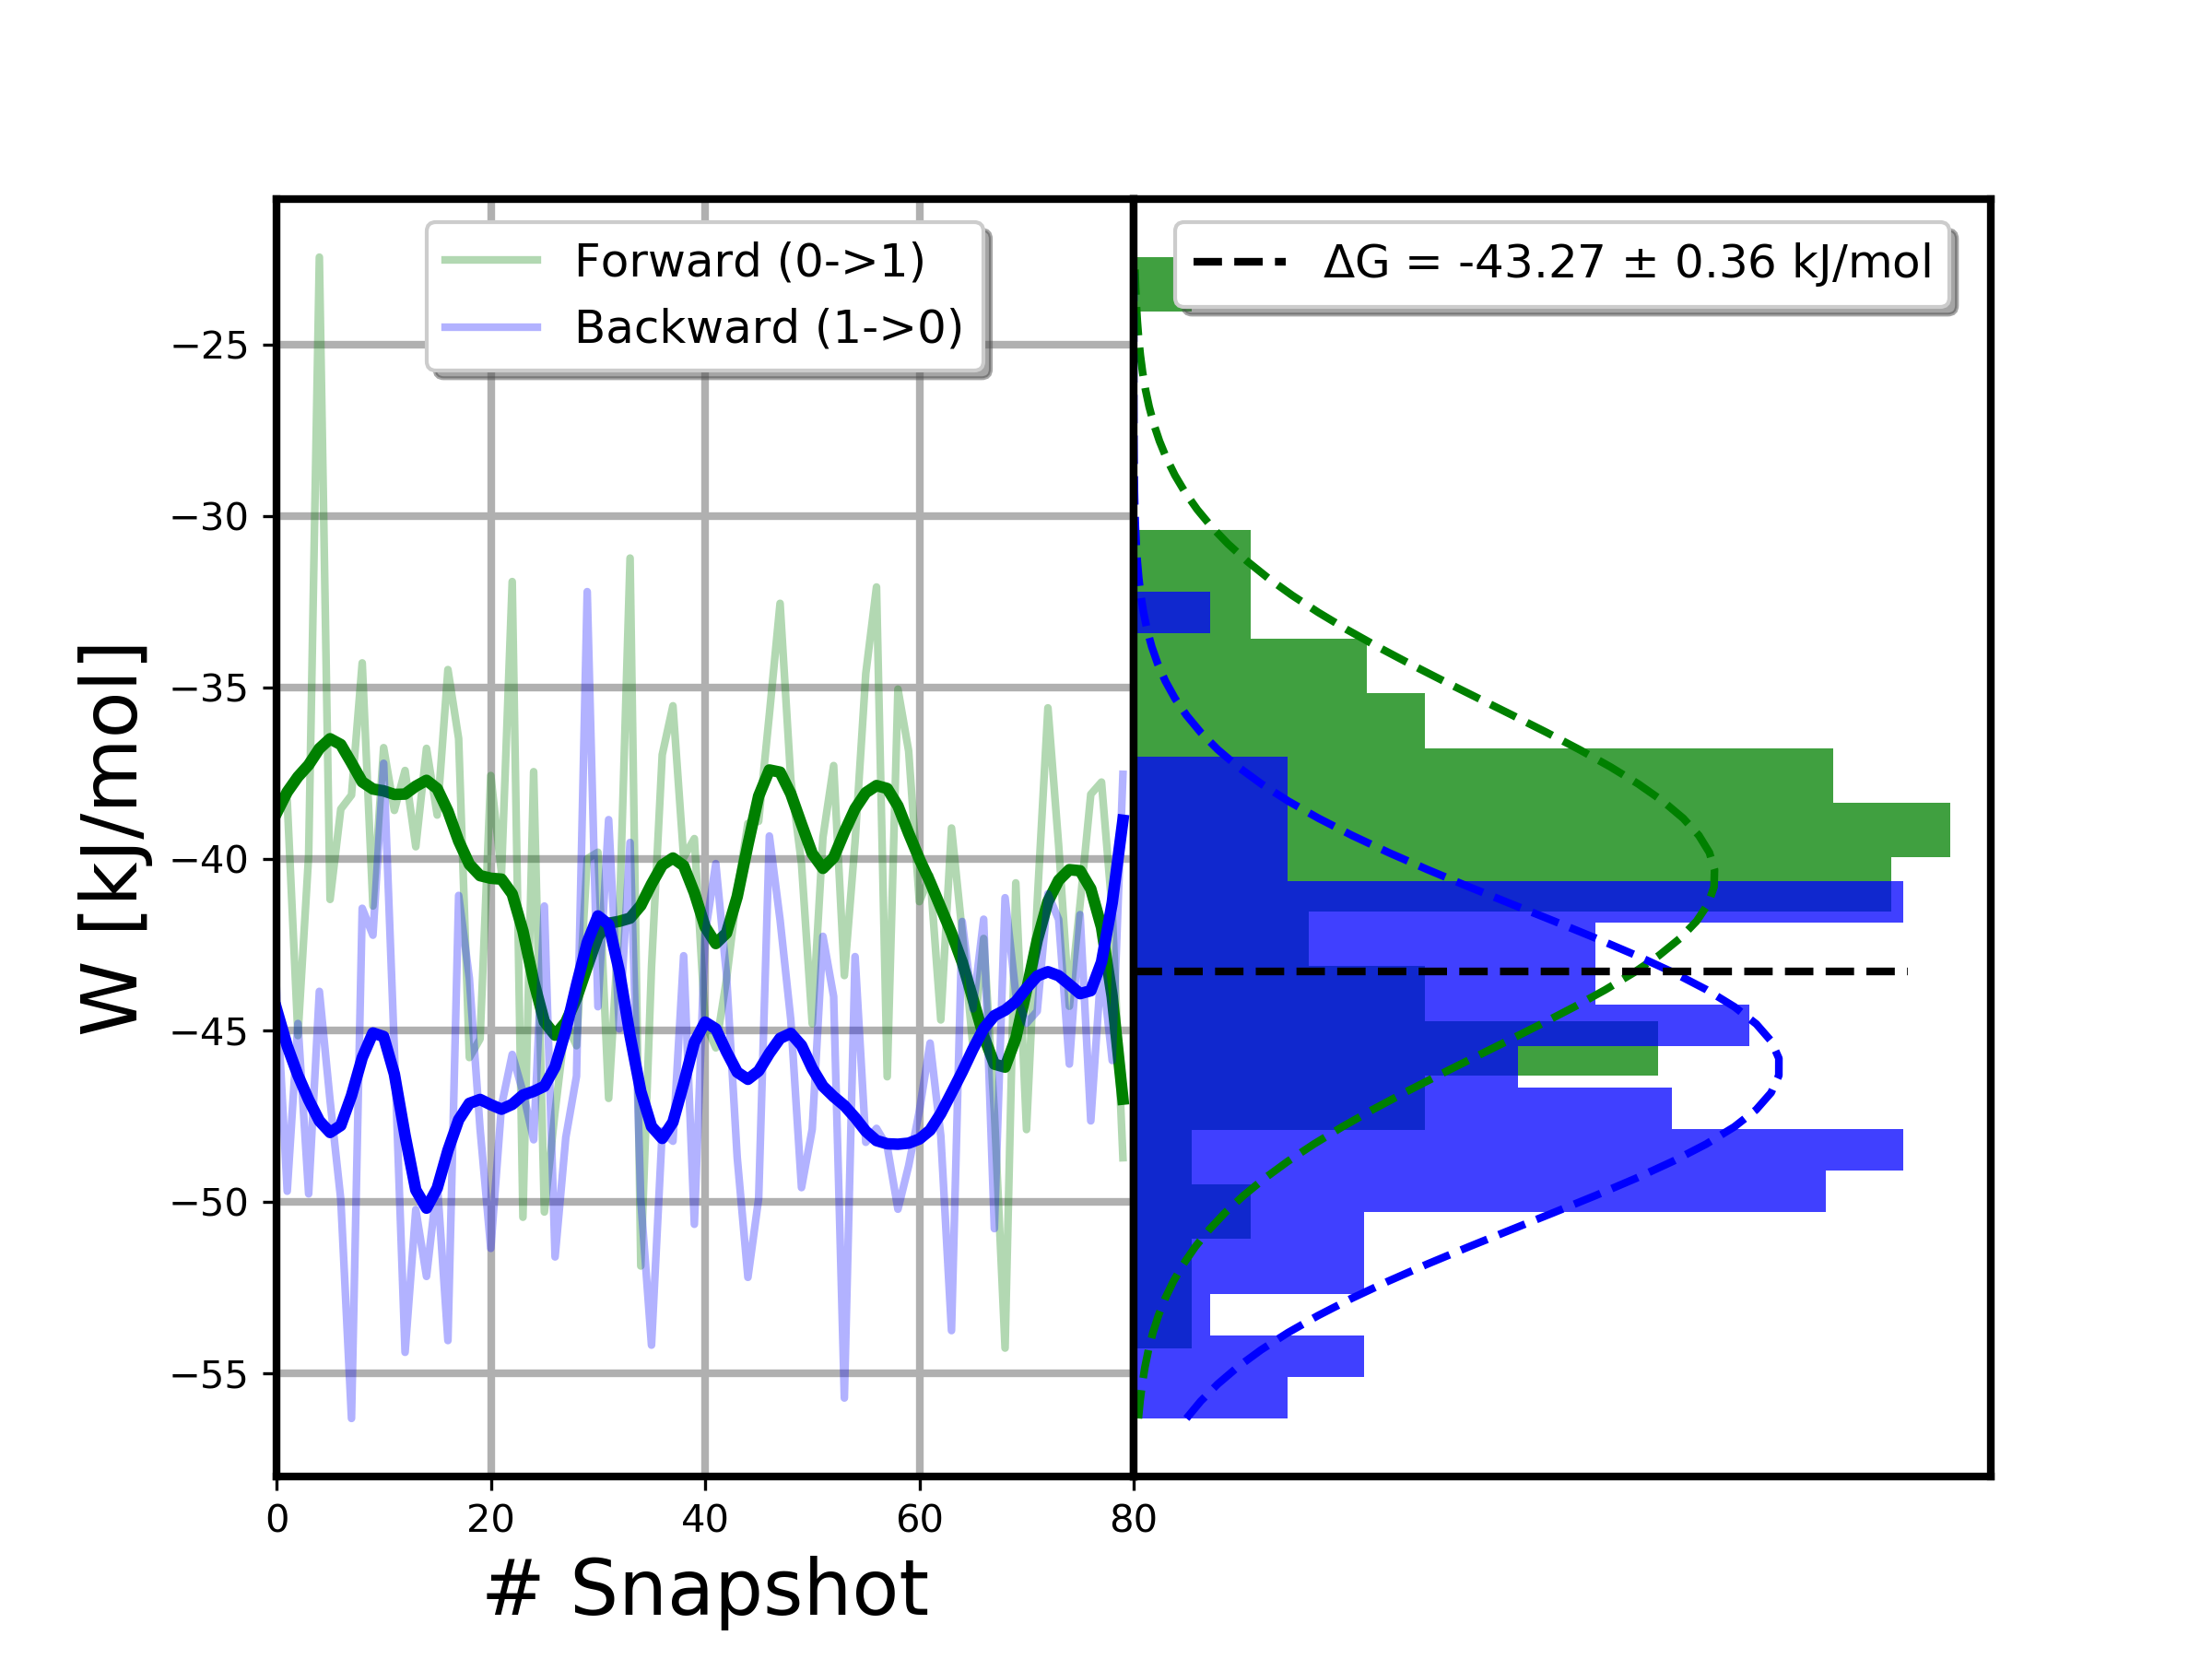 Forward (0->1)
Backward (1->0)
ΔG = -43.27 ± 0.36 kJ/mol
W [kJ/mol]
−25
−30
−35
−40
−45
−50
−55
0 20 40 60 80
# Snapshot